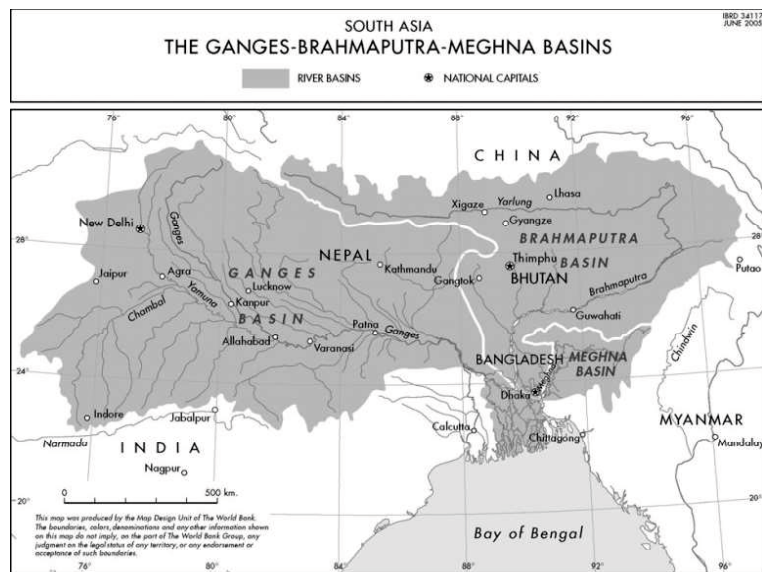 IBRD 34117
JUNE 2005
SOUTH ASIA
THE GANGES-BRAHMAPUTRA-MEGHNA BASINS
RIVER BASINS
NATIONAL CAPITALS
76°
80°
84°
88°
92°
96°
CHINA
Lhasa
Xigaze
Yarlung
Gyangze
New Delhi
Ganges
28°
NEPAL
BRAHMAPUTRA
BASIN
28°
Thimphu
BHUTAN
Putao
Jaipur
Agra
GANGES
Kathmandu
Gangtok
Brahmaputra
Lucknow
Yamuna
Kanpur
Chambal
BASIN
Guwahati
Patna
Ganges
Allahabad
Varanasi
Chindwin
BANGLADESH
MEGHNA
BASIN
24°
24°
Meghna
Dhaka
Indore
Jabalpur
Calcutta
Chittagong
MYANMAR
Mandalay
Narmada
INDIA
Nagpur
0
500 km.
20°
20°
This map was produced by the Map Design Unit of The World Bank.
The boundaries, colors, denominations and any other information shown
on this map do not imply, on the part of The World Bank Group, any
judgment on the legal status of any territory, or any endorsement or
acceptance of such boundaries.
Bay of Bengal
76°
80°
84°
88°
92°
96°